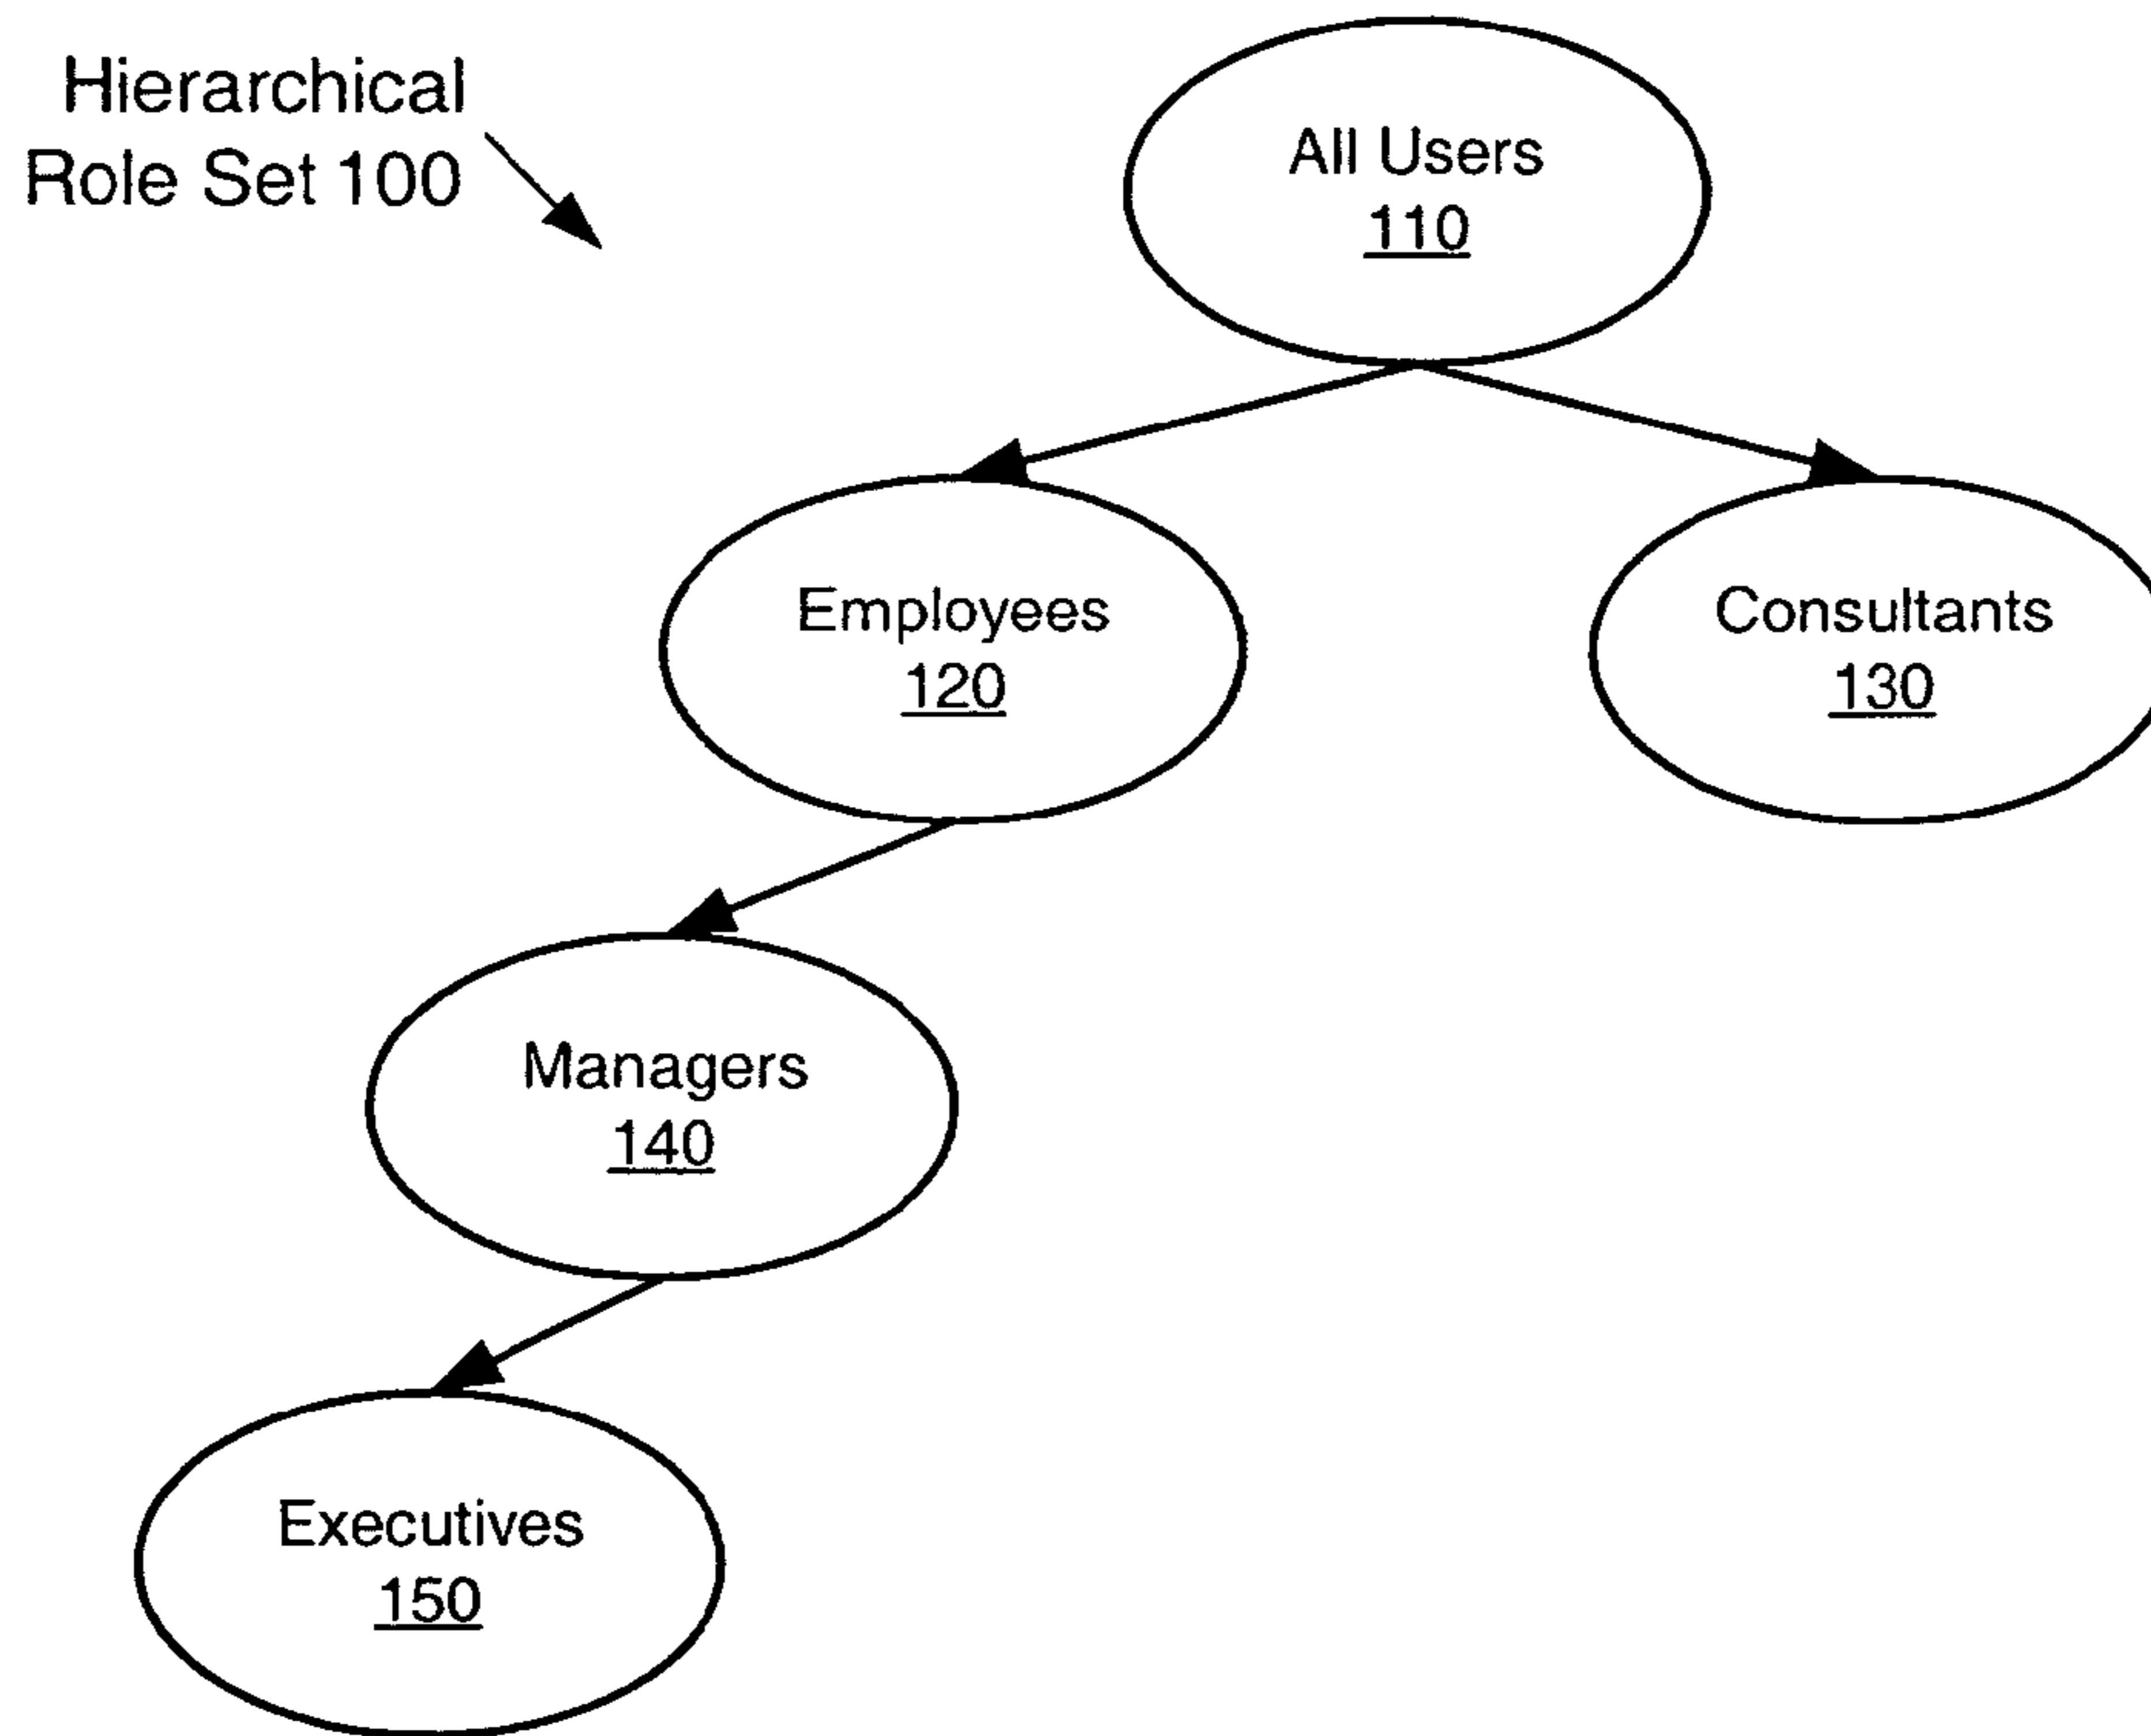 Hierarchical
Role Set 100
All Users
110
Employees
120
Consultants
130
Managers
140
Executives
150